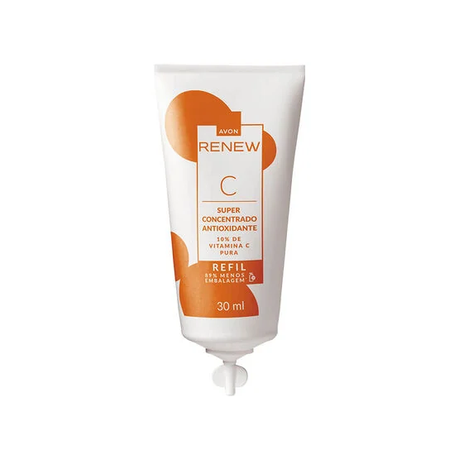 AVON
RENEW
C
SUPER
CONCENTRADO
ANTIOXIDANTE
10% DE
VITAMINA C
PURA
REFIL
89% MENOS
EMBALAGEM
30 ml